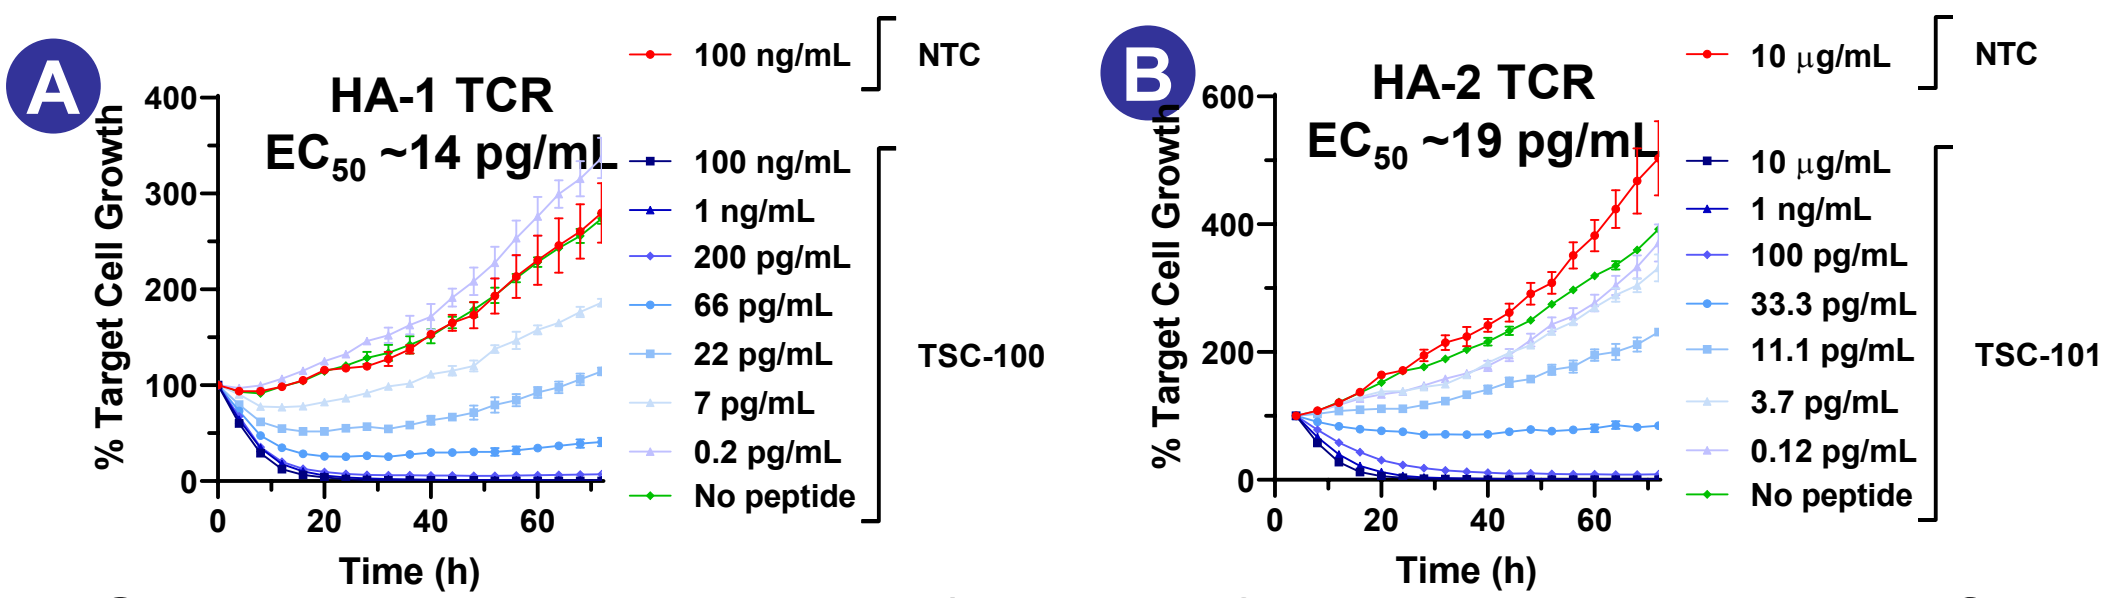 A
HA-1 TCR
EC₅₀ ~14 pg/mL
% Target Cell Growth
400
300
200
100
0
0 20 40 60
Time (h)
100 ng/mL
NTC
100 ng/mL
1 ng/mL
200 pg/mL
66 pg/mL
22 pg/mL
7 pg/mL
0.2 pg/mL
No peptide
TSC-100
B
HA-2 TCR
EC₅₀ ~19 pg/mL
% Target Cell Growth
600
400
200
0
0 20 40 60
Time (h)
10 μg/mL
NTC
10 μg/mL
1 ng/mL
100 pg/mL
33.3 pg/mL
11.1 pg/mL
3.7 pg/mL
0.12 pg/mL
No peptide
TSC-101